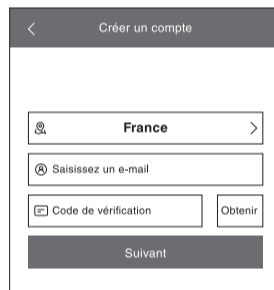 Créer un compte
France
Saisissez un e-mail
Code de vérification
Obtenir
Suivant